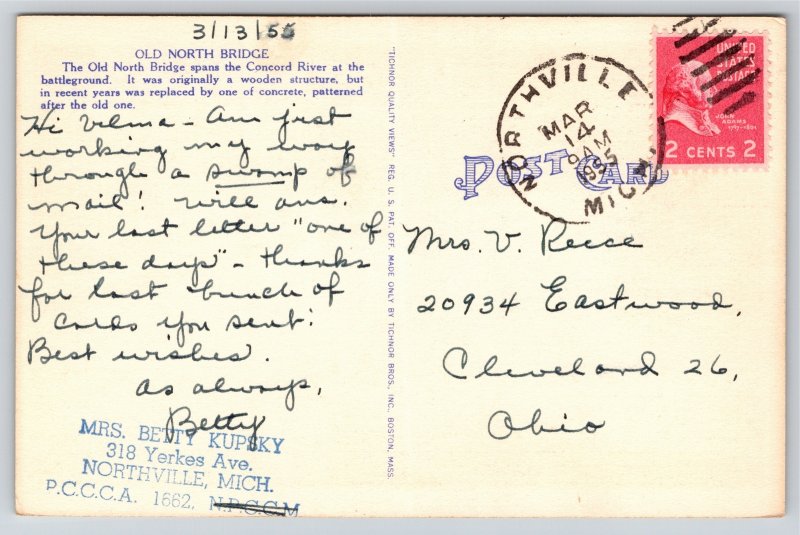 3/13/55
OLD NORTH BRIDGE
The Old North Bridge spans the Concord River at the
battleground. It was originally a wooden structure, but
in recent years was replaced by one of concrete, patterned
after the old one.
Hi Velma - Am just
working my way
through a swamp of
mail! Will ans.
your last letter "one of
these days" - thanks
for last bunch of
cards you sent!
Best wishes.
As always,
Betty
MRS. BETTY KUPSKY
318 Yerkes Ave.
NORTHVILLE, MICH.
P.C.C.C.A. 1662, N.P.C.C.M
"TICHNOR QUALITY VIEWS" REG. U. S. PAT. OFF. MADE ONLY BY TICHNOR BROS., INC., BOSTON, MASS.
NORTHVILLE
MAR
14
9 AM
1955
MICH.
UNITED
STATES
POSTAGE
JOHN
ADAMS
1797-1801
2 CENTS 2
POST CARD
Mrs. V. Reece
20934 Eastwood,
Cleveland 26,
Ohio